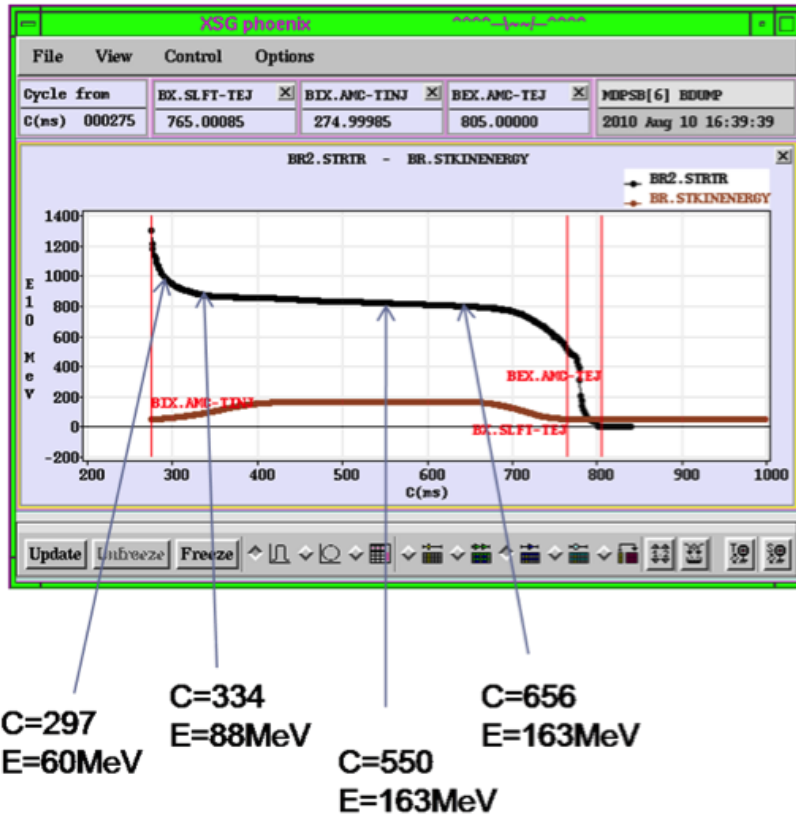 XSG phoenix ^^^^--\~~/--^^^^
File View Control Options
Cycle from BX.SLFT-TEJ BIX.AMC-TINJ BEX.AMC-TEJ MDPSB[6] BDUMP
C(ms) 000275 765.00085 274.99985 805.00000 2010 Aug 10 16:39:39
BR2.STRTR - BR.STKINENERGY
BR2.STRTR
BR.STKINENERGY
E10 MeV
1400
1200
1000
800
600
400
200
0
-200
BEX.AMC-TEJ
BIX.AMC-TINJ
BX.SLFT-TEJ
200 300 400 500 600 700 800 900 1000
C(ms)
Update Unfreeze Freeze
C=297
E=60MeV
C=334
E=88MeV
C=550
E=163MeV
C=656
E=163MeV